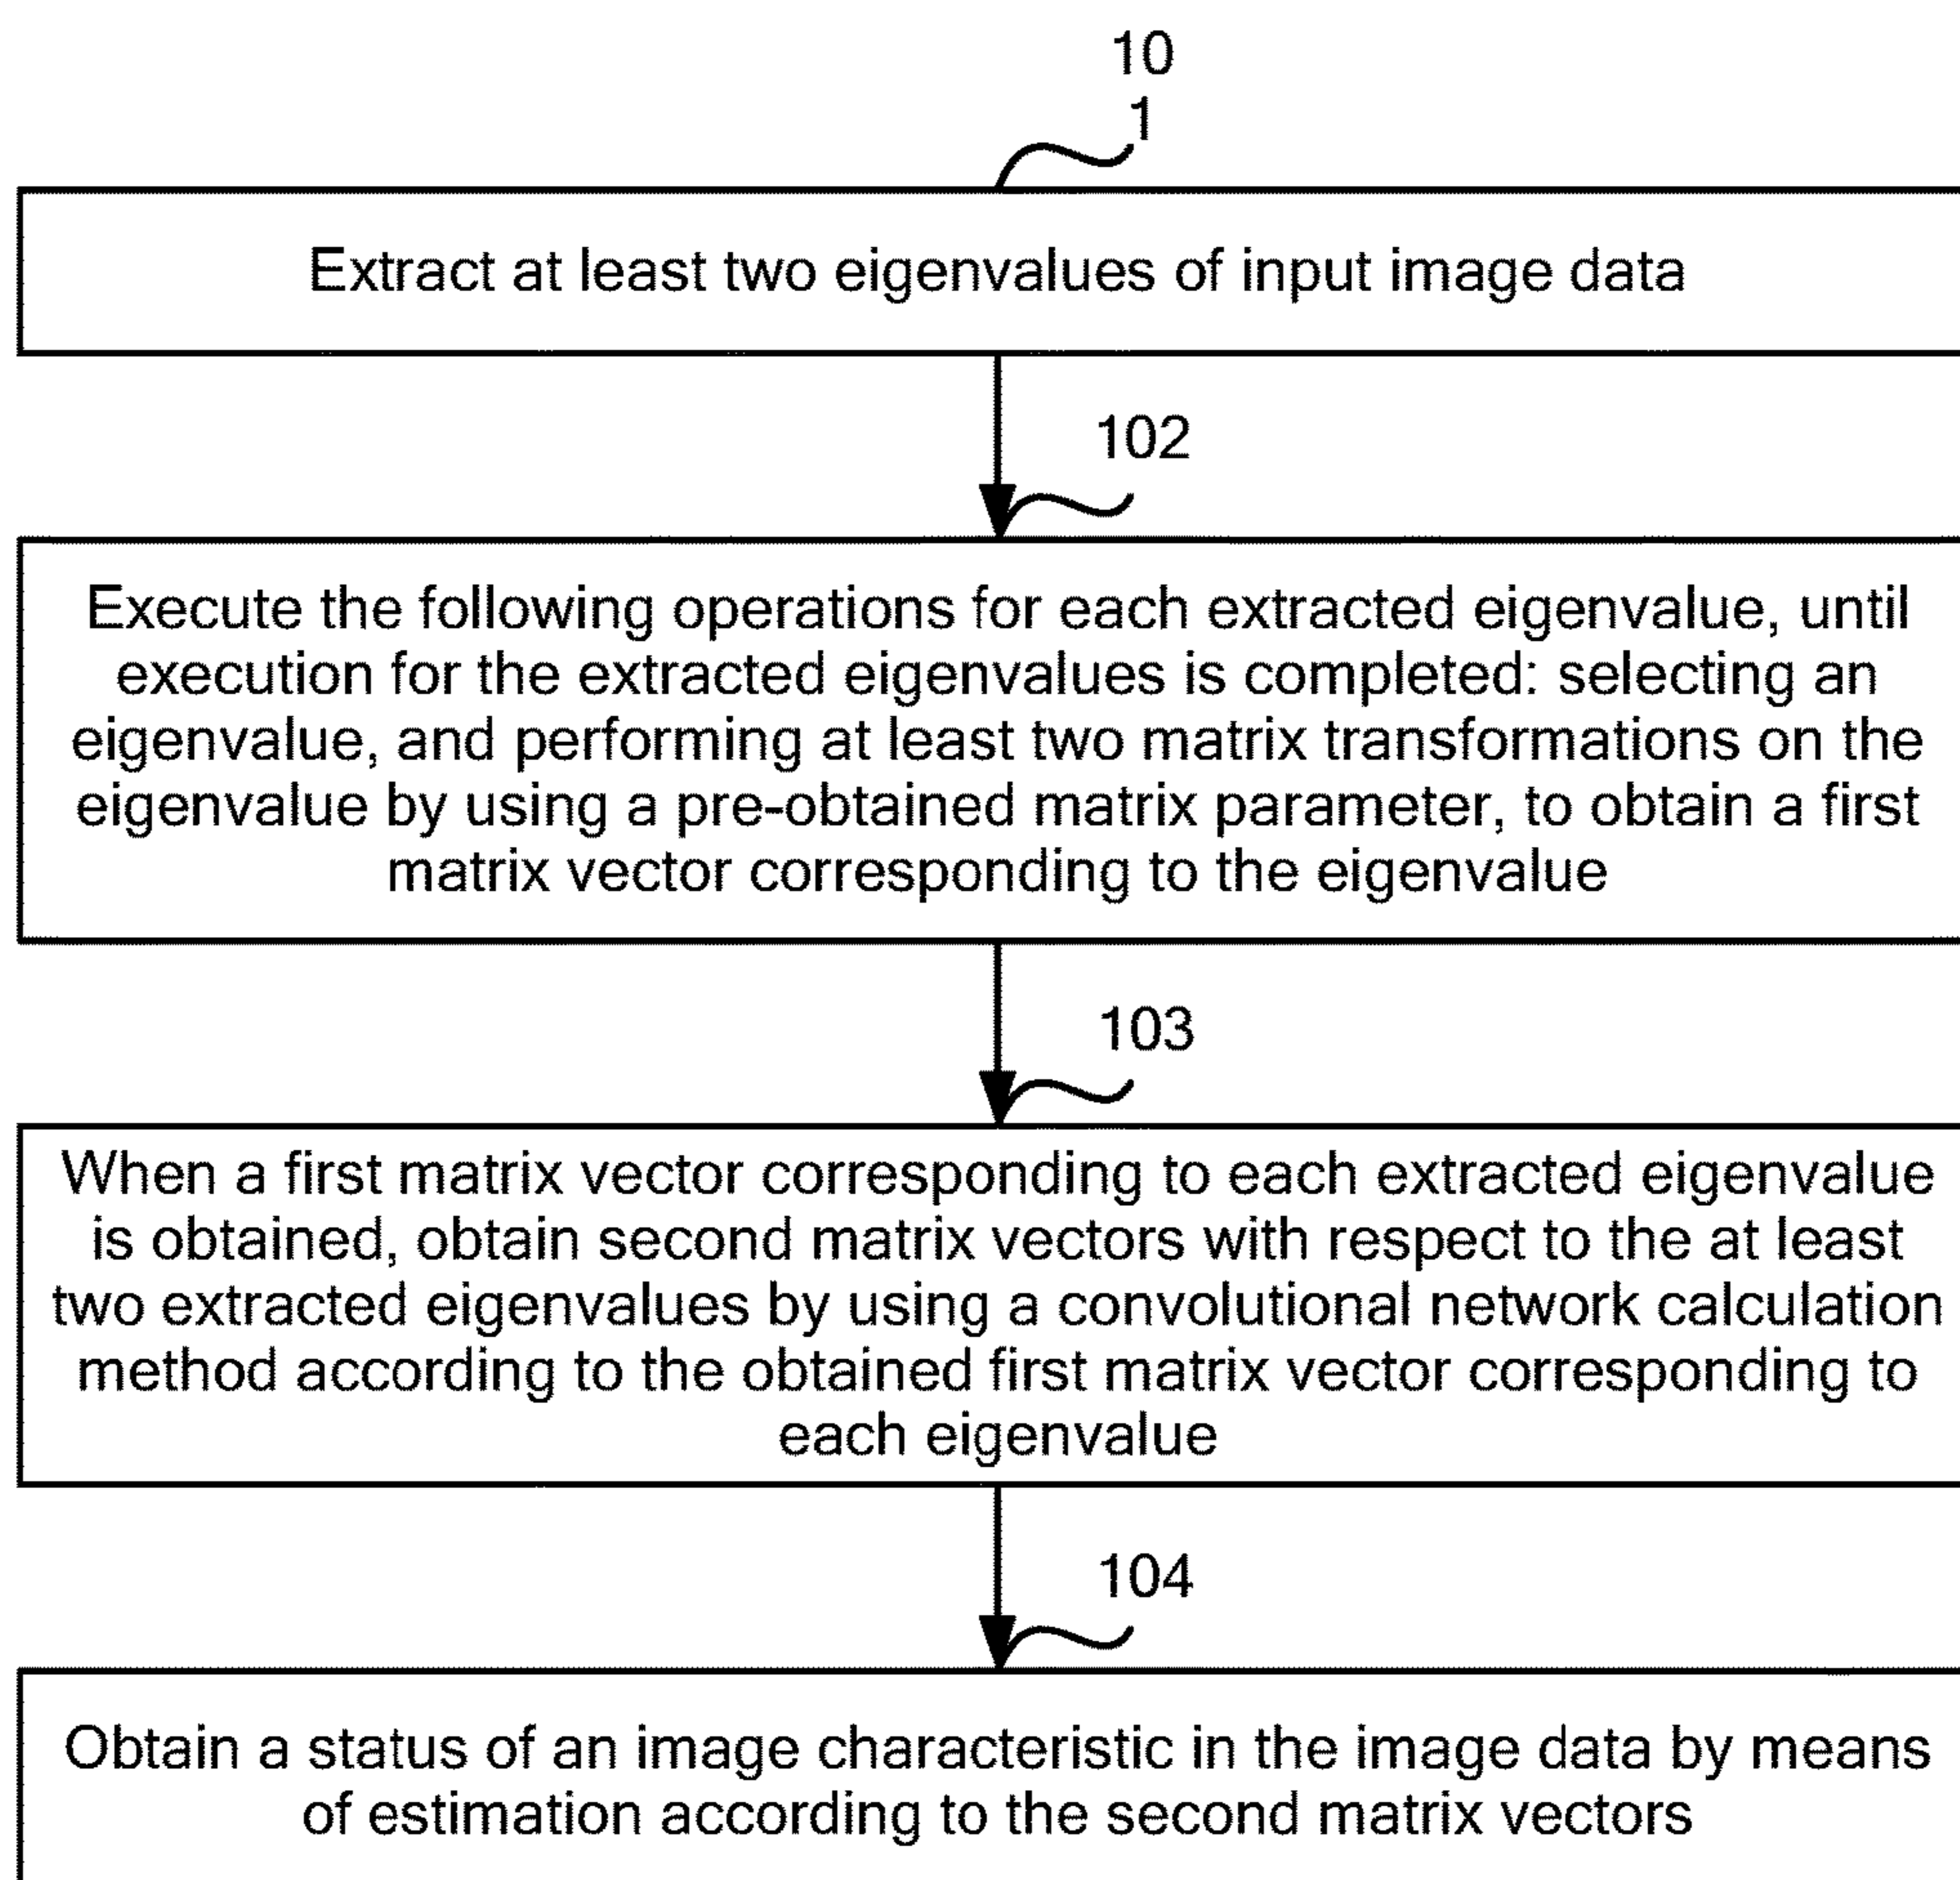 10
1
Extract at least two eigenvalues of input image data
102
Execute the following operations for each extracted eigenvalue, until
execution for the extracted eigenvalues is completed: selecting an
eigenvalue, and performing at least two matrix transformations on the
eigenvalue by using a pre-obtained matrix parameter, to obtain a first
matrix vector corresponding to the eigenvalue
103
When a first matrix vector corresponding to each extracted eigenvalue
is obtained, obtain second matrix vectors with respect to the at least
two extracted eigenvalues by using a convolutional network calculation
method according to the obtained first matrix vector corresponding to
each eigenvalue
104
Obtain a status of an image characteristic in the image data by means
of estimation according to the second matrix vectors